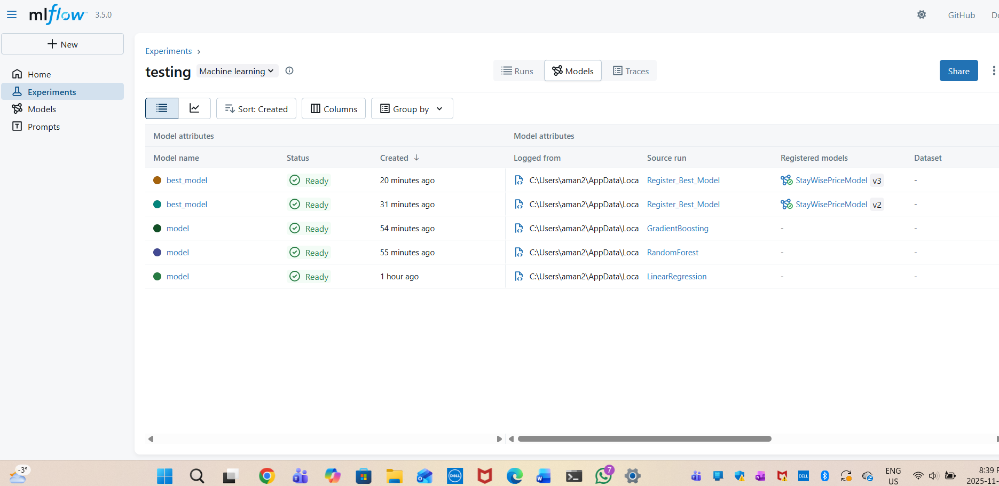 mlflow™ 3.5.0
GitHub
New
Home
Experiments
Models
Prompts
Experiments
testing Machine learning
Runs Models Traces
Share
Sort: Created Columns Group by
Model attributes Model attributes
Model name Status Created Logged from Source run Registered models Dataset
best_model Ready 20 minutes ago C:\Users\aman2\AppData\Loca Register_Best_Model StayWisePriceModel v3 -
best_model Ready 31 minutes ago C:\Users\aman2\AppData\Loca Register_Best_Model StayWisePriceModel v2 -
model Ready 54 minutes ago C:\Users\aman2\AppData\Loca GradientBoosting - -
model Ready 55 minutes ago C:\Users\aman2\AppData\Loca RandomForest - -
model Ready 1 hour ago C:\Users\aman2\AppData\Loca LinearRegression - -
-3°
7
DELL
DELL
ENG
US
8:39
2025-11-